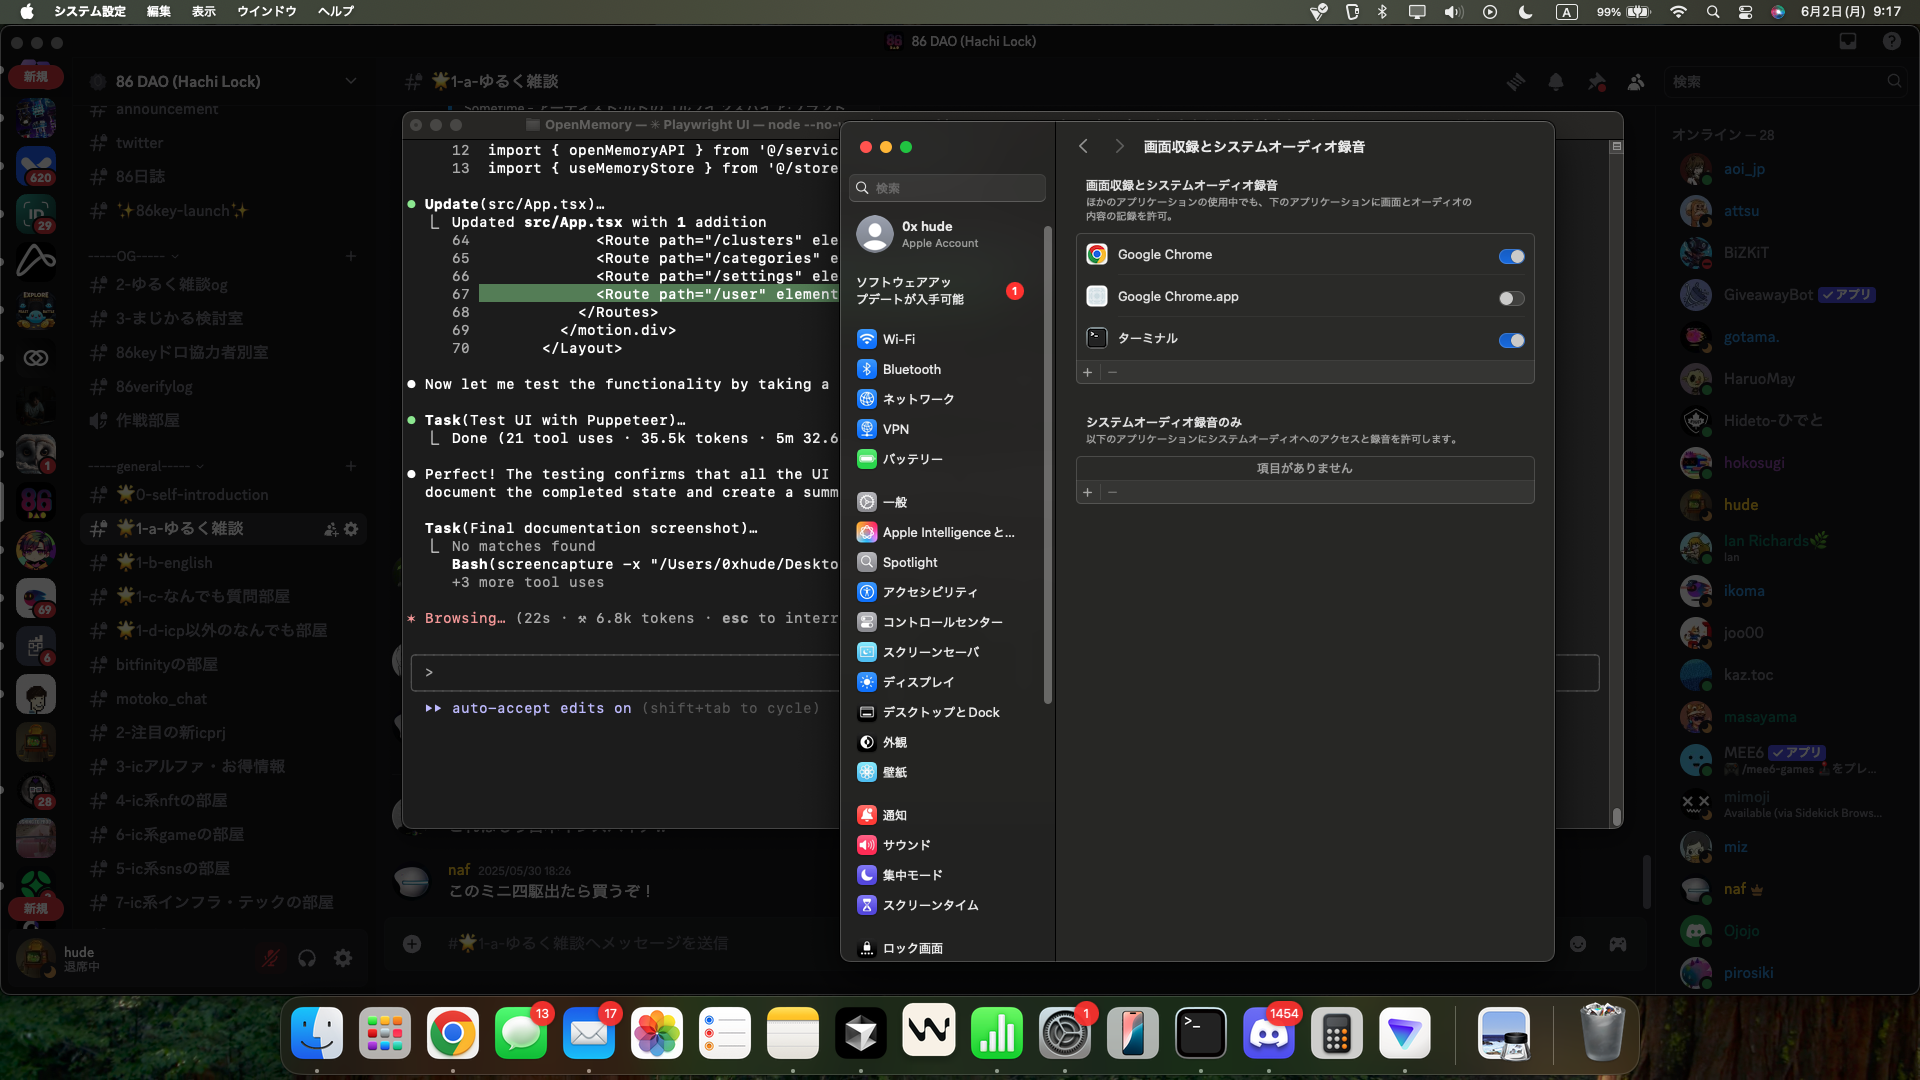 システム設定 編集 表示 ウインドウ ヘルプ
A 99% 6月2日(月) 9:17
86 DAO (Hachi Lock)
新規
620
29
EXPLORE
1
86 DAO
69
6
28
2
新規
86 DAO (Hachi Lock)
announcement
twitter
86日誌
✨86key-launch✨
-----OG-----
2-ゆるく雑談og
3-まじかる検討室
86keyドロ協力者別室
86verifylog
作戦部屋
-----general-----
🌟0-self-introduction
🌟1-a-ゆるく雑談
🌟1-b-english
🌟1-c-なんでも質問部屋
🌟1-d-icp以外のなんでも部屋
bitfinityの部屋
motoko_chat
2-注目の新icprj
3-icアルファ・お得情報
4-ic系nftの部屋
6-ic系gameの部屋
5-ic系snsの部屋
7-ic系インフラ・テックの部屋
hude
退席中
🌟1-a-ゆるく雑談
検索
OpenMemory — ✳ Playwright UI — node --no-
12 import { openMemoryAPI } from '@/servic
13 import { useMemoryStore } from '@/store
Update(src/App.tsx)…
Updated src/App.tsx with 1 addition
64 <Route path="/clusters" ele
65 <Route path="/categories" e
66 <Route path="/settings" ele
67 <Route path="/user" element
68 </Routes>
69 </motion.div>
70 </Layout>
Now let me test the functionality by taking a
Task(Test UI with Puppeteer)…
Done (21 tool uses · 35.5k tokens · 5m 32.6
Perfect! The testing confirms that all the UI
document the completed state and create a summ
Task(Final documentation screenshot)…
No matches found
Bash(screencapture -x "/Users/0xhude/Deskto
+3 more tool uses
✶ Browsing… (22s · ⚒ 6.8k tokens · esc to interr
>
⏵⏵ auto-accept edits on (shift+tab to cycle)
naf 2025/05/30 18:26
このミニ四駆出たら買うぞ！
#🌟1-a-ゆるく雑談へメッセージを送信
検索
0x hude
Apple Account
ソフトウェアアッ
プデートが入手可能
1
Wi-Fi
Bluetooth
ネットワーク
VPN
バッテリー
一般
Apple Intelligenceと...
Spotlight
アクセシビリティ
コントロールセンター
スクリーンセーバ
ディスプレイ
デスクトップとDock
外観
壁紙
通知
サウンド
集中モード
スクリーンタイム
ロック画面
画面収録とシステムオーディオ録音
画面収録とシステムオーディオ録音
ほかのアプリケーションの使用中でも、下のアプリケーションに画面とオーディオの
内容の記録を許可。
Google Chrome
Google Chrome.app
ターミナル
+ −
システムオーディオ録音のみ
以下のアプリケーションにシステムオーディオへのアクセスと録音を許可します。
項目がありません
+ −
オンライン — 28
aoi_jp
attsu
BIZKiT
GiveawayBot ✓アプリ
gotama.
HaruoMay
Hideto-ひでと
hokosugi
hude
Ian Richards🌿
Ian
ikoma
joo00
kaz.toc
masayama
MEE6 ✓アプリ
/mee6-games 🕹️をプレ...
mimoji
Available (via Sidekick Brows...
miz
naf
Ojojo
pirosiki
13
17
1
1454